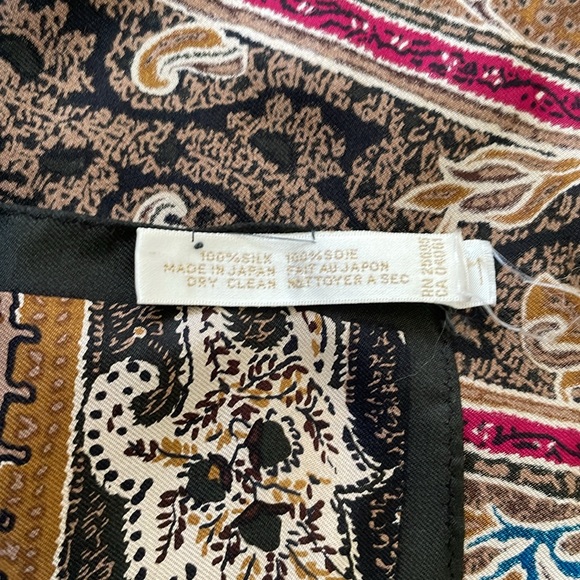 100% SILK 100% SOIE
MADE IN JAPAN FAIT AU JAPON
DRY CLEAN NETTOYER A SEC